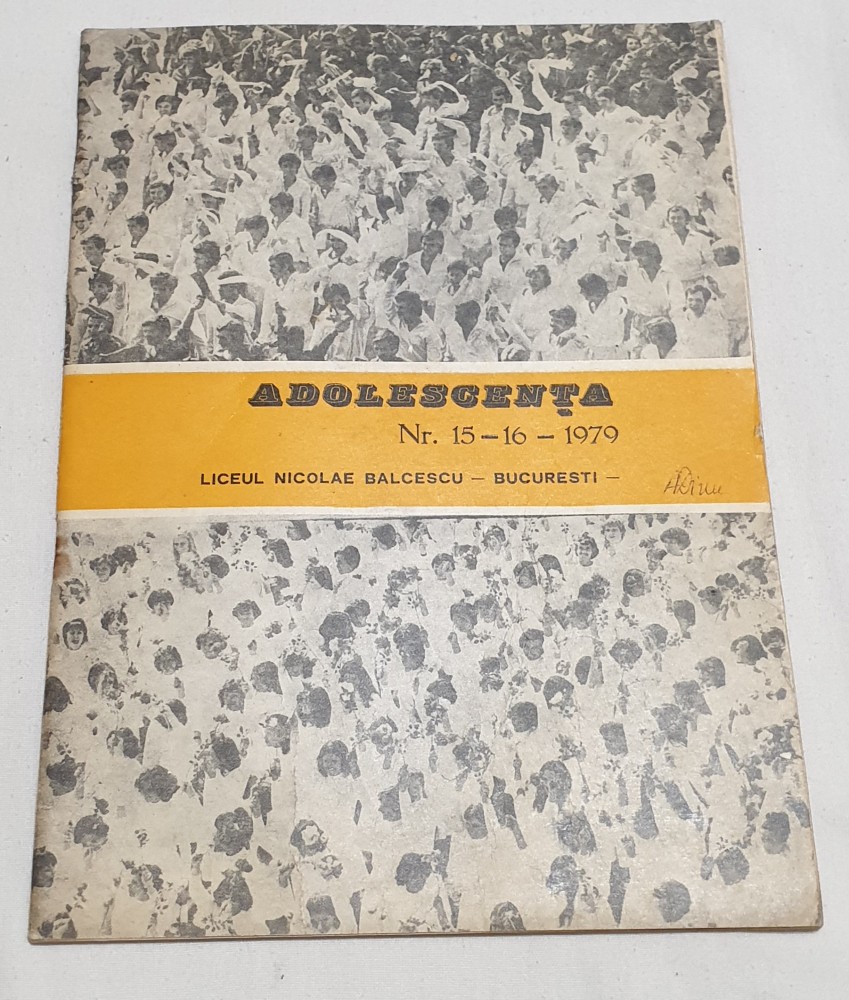 ADOLESCENȚA
Nr. 15-16 - 1979
LICEUL NICOLAE BALCESCU - BUCURESTI -